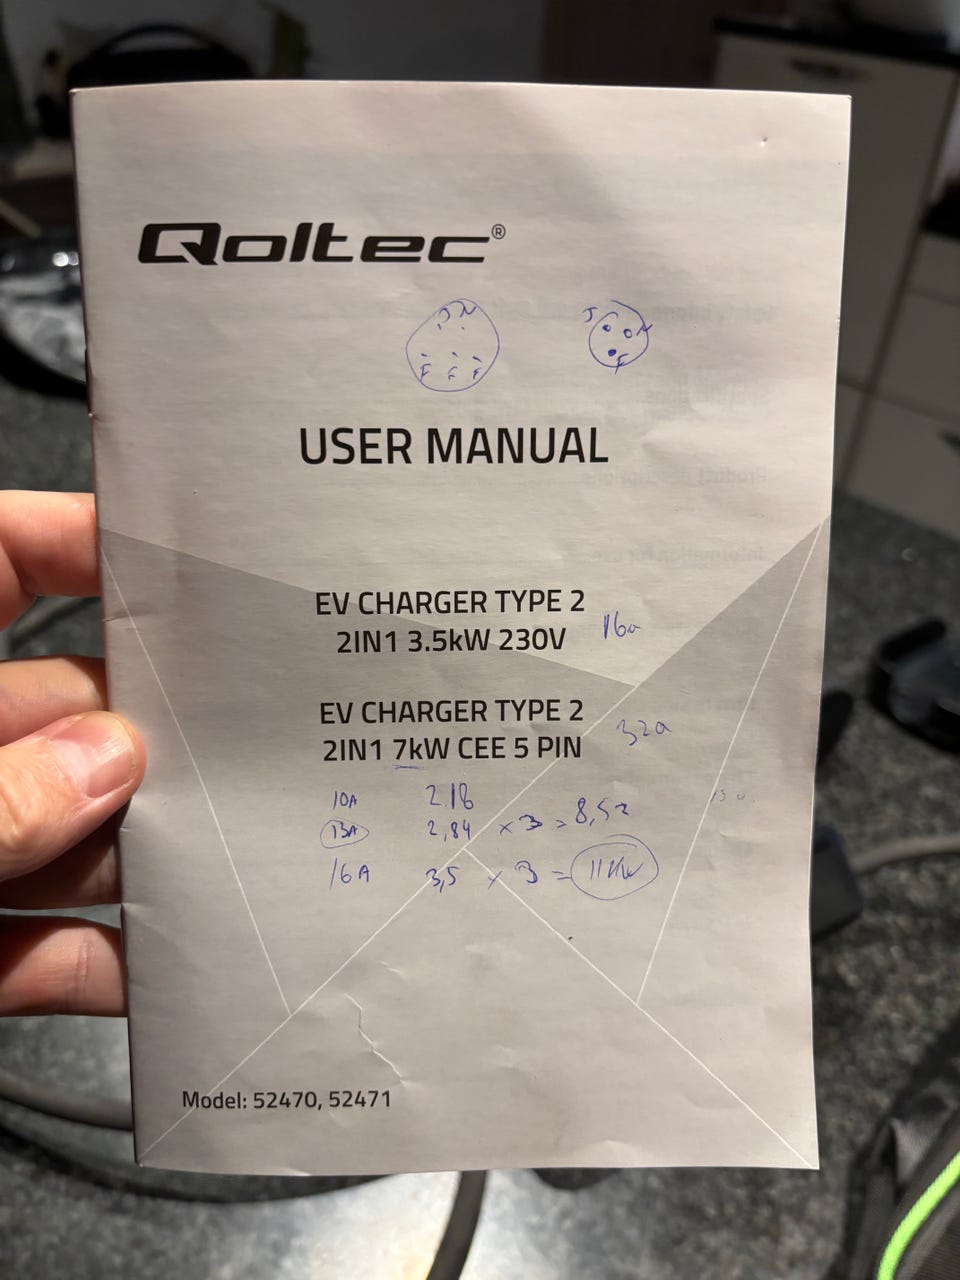 Qoltec®
USER MANUAL
EV CHARGER TYPE 2
2IN1 3.5kW 230V 16a
EV CHARGER TYPE 2
2IN1 7kW CEE 5 PIN 32a
10A 2.18
13A 2,84 × 3 = 8,52
16A 3,5 × 3 = 11KW
Model: 52470, 52471